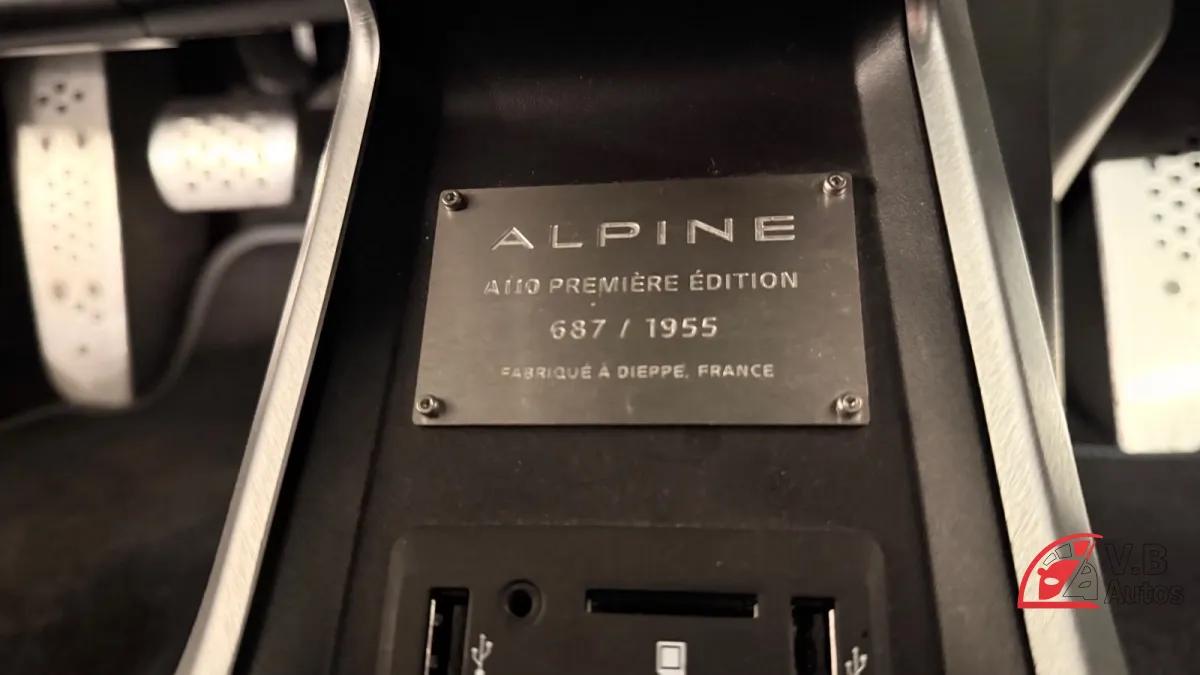 ALPINE
A110 PREMIÈRE ÉDITION
687 / 1955
FABRIQUÉ À DIEPPE, FRANCE
V.B
Autos